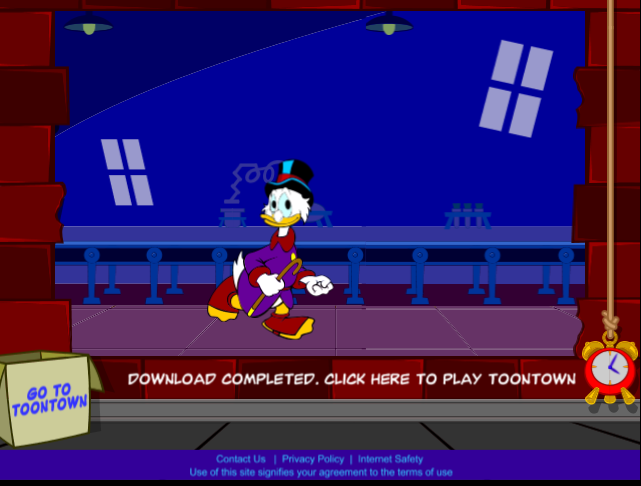 DOWNLOAD COMPLETED. CLICK HERE TO PLAY TOONTOWN
GO TO
TOONTOWN
Contact Us | Privacy Policy | Internet Safety
Use of this site signifies your agreement to the terms of use